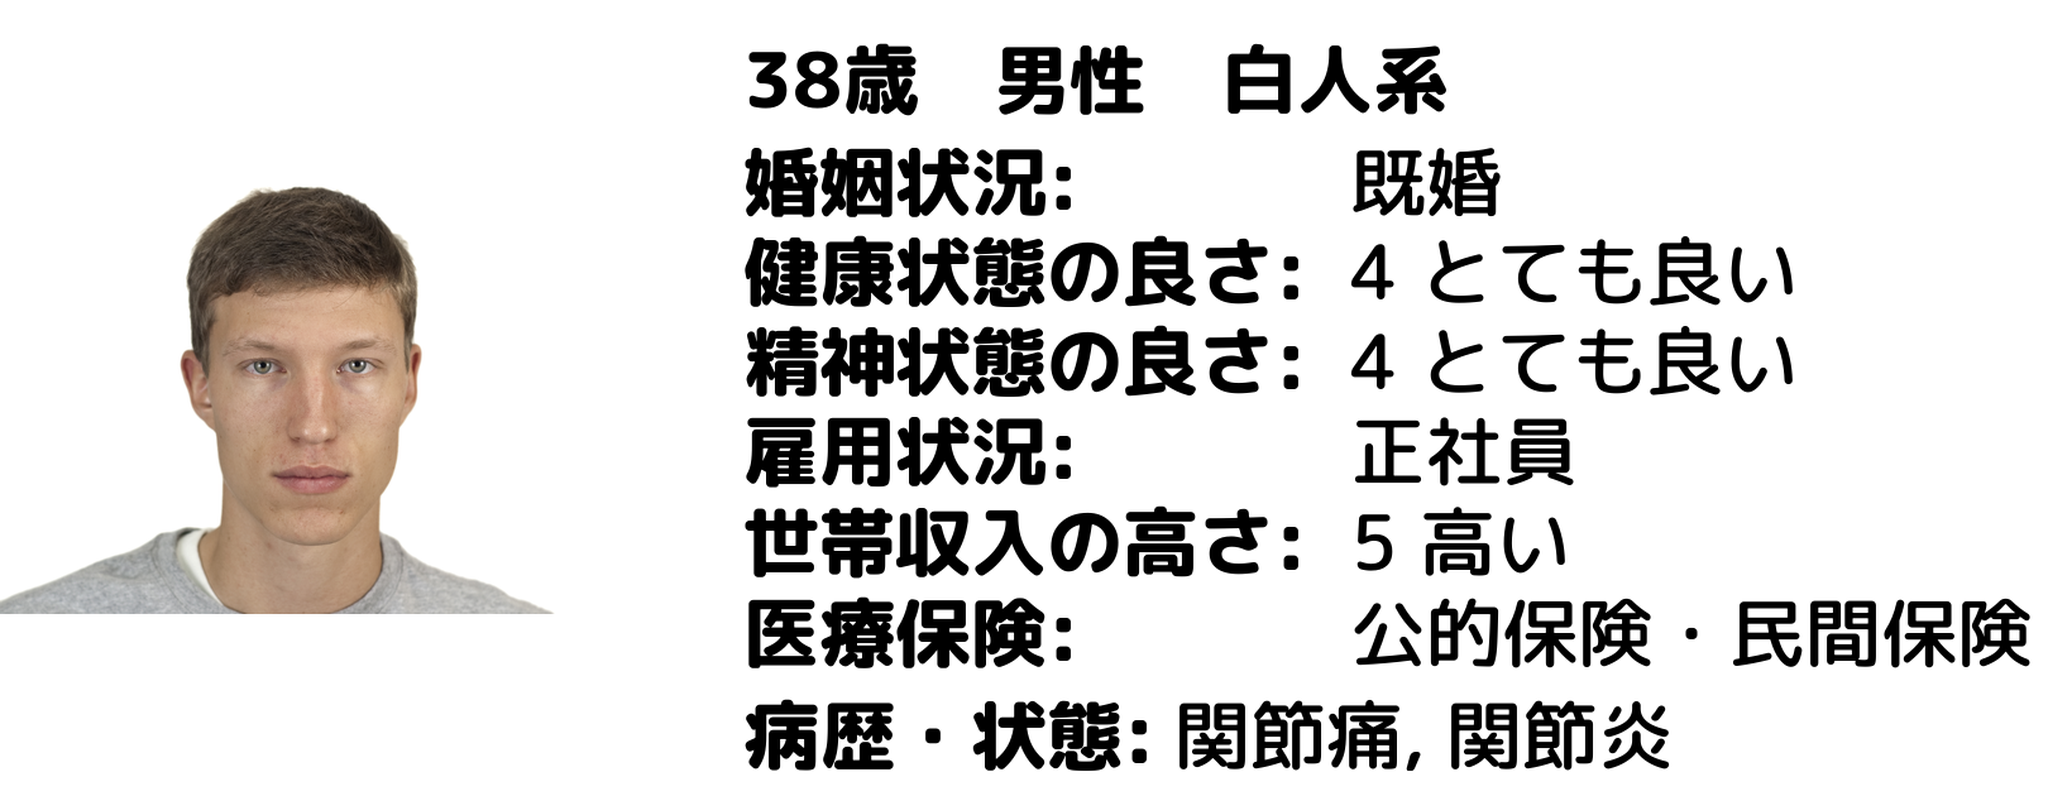 38歳　男性　白人系
婚姻状況: 既婚
健康状態の良さ: 4 とても良い
精神状態の良さ: 4 とても良い
雇用状況: 正社員
世帯収入の高さ: 5 高い
医療保険: 公的保険・民間保険
病歴・状態: 関節痛, 関節炎